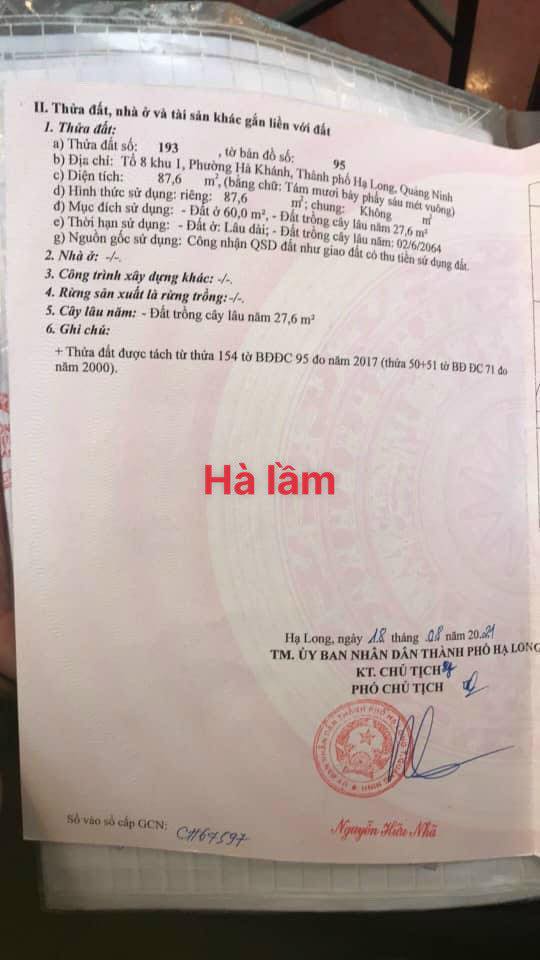 II. Thửa đất, nhà ở và tài sản khác gắn liền với đất
1. Thửa đất:
a) Thửa đất số: 193 , tờ bản đồ số: 95
b) Địa chỉ: Tổ 8 khu 1, Phường Hà Khánh, Thành phố Hạ Long, Quảng Ninh
c) Diện tích: 87,6 m², (bằng chữ: Tám mươi bảy phẩy sáu mét vuông)
d) Hình thức sử dụng: riêng: 87,6 m²; chung: Không m²
đ) Mục đích sử dụng: - Đất ở 60,0 m², - Đất trồng cây lâu năm 27,6 m²
e) Thời hạn sử dụng: - Đất ở: Lâu dài; - Đất trồng cây lâu năm: 02/6/2064
g) Nguồn gốc sử dụng: Công nhận QSD đất như giao đất có thu tiền sử dụng đất.
2. Nhà ở: -/-.
3. Công trình xây dựng khác: -/-.
4. Rừng sản xuất là rừng trồng:-/-.
5. Cây lâu năm: - Đất trồng cây lâu năm 27,6 m²
6. Ghi chú:
+ Thửa đất được tách từ thửa 154 tờ BĐĐC 95 đo năm 2017 (thửa 50+51 tờ BĐ ĐC 71 đo
năm 2000).
Hà lầm
Hạ Long, ngày 18 tháng 08 năm 2021
TM. ỦY BAN NHÂN DÂN THÀNH PHỐ HẠ LONG
KT. CHỦ TỊCH
PHÓ CHỦ TỊCH
Số vào sổ cấp GCN: CH67597
Nguyễn Hữu Nhã